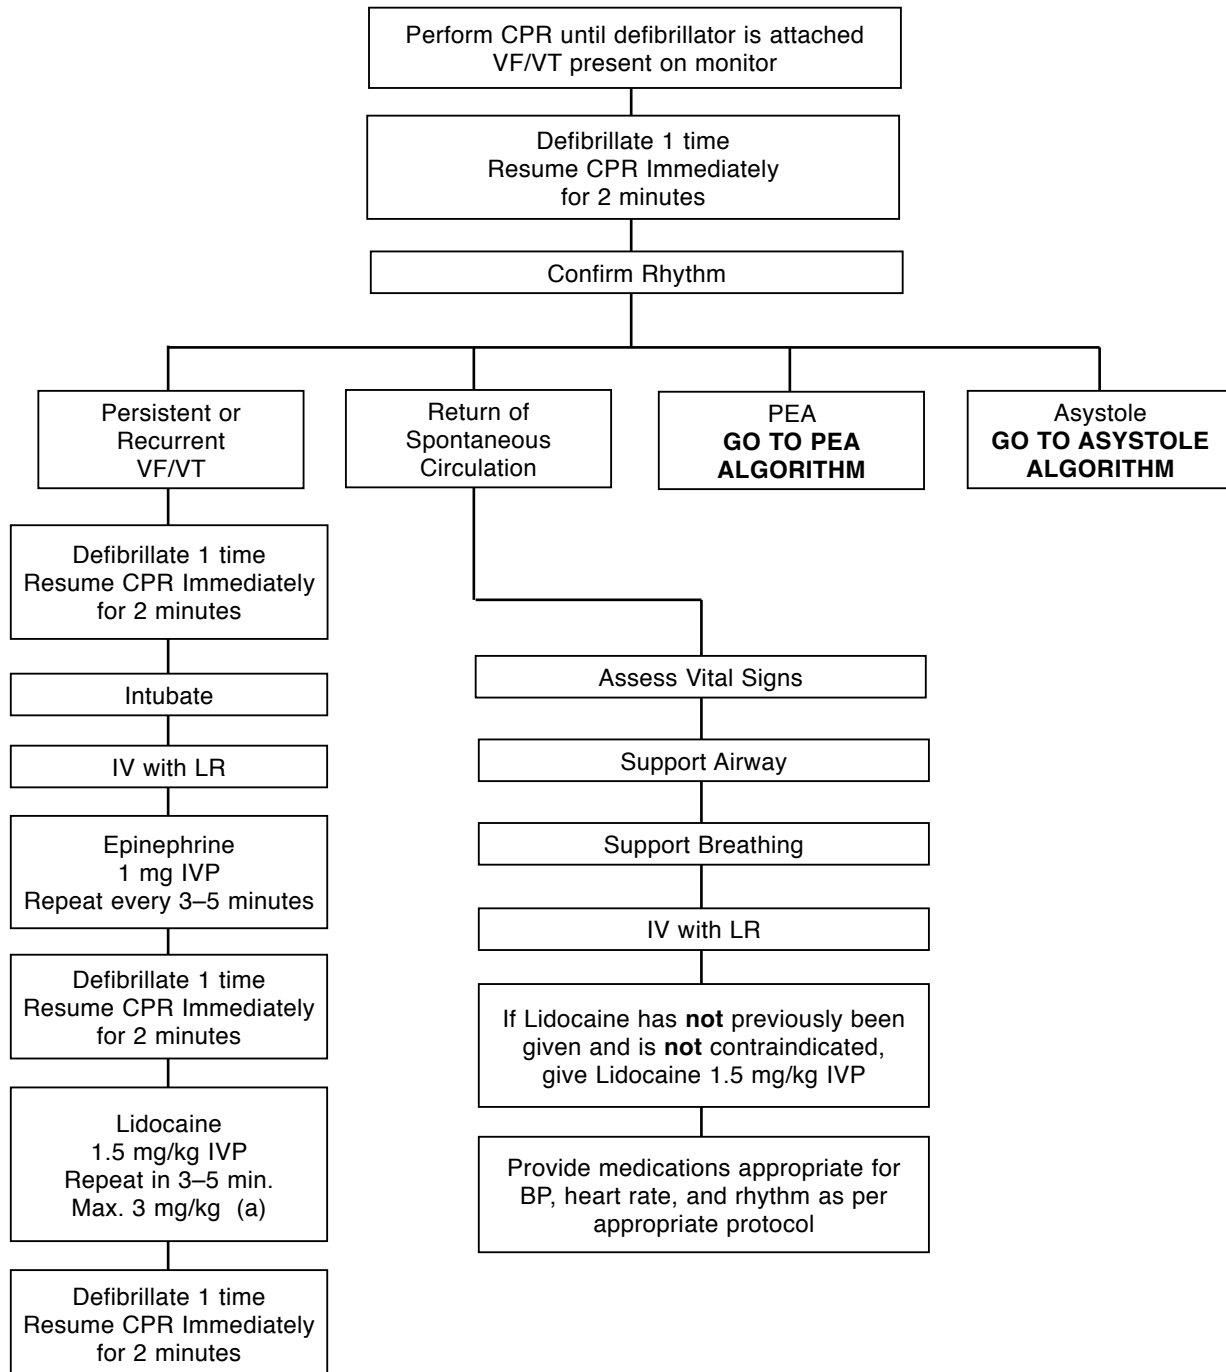 Perform CPR until defibrillator is attached
VF/VT present on monitor
Defibrillate 1 time
Resume CPR Immediately
for 2 minutes
Confirm Rhythm
Persistent or
Recurrent
VF/VT
Return of
Spontaneous
Circulation
PEA
GO TO PEA
ALGORITHM
Asystole
GO TO ASYSTOLE
ALGORITHM
Defibrillate 1 time
Resume CPR Immediately
for 2 minutes
Intubate
IV with LR
Epinephrine
1 mg IVP
Repeat every 3–5 minutes
Defibrillate 1 time
Resume CPR Immediately
for 2 minutes
Lidocaine
1.5 mg/kg IVP
Repeat in 3–5 min.
Max. 3 mg/kg (a)
Defibrillate 1 time
Resume CPR Immediately
for 2 minutes
Assess Vital Signs
Support Airway
Support Breathing
IV with LR
If Lidocaine has not previously been
given and is not contraindicated,
give Lidocaine 1.5 mg/kg IVP
Provide medications appropriate for
BP, heart rate, and rhythm as per
appropriate protocol